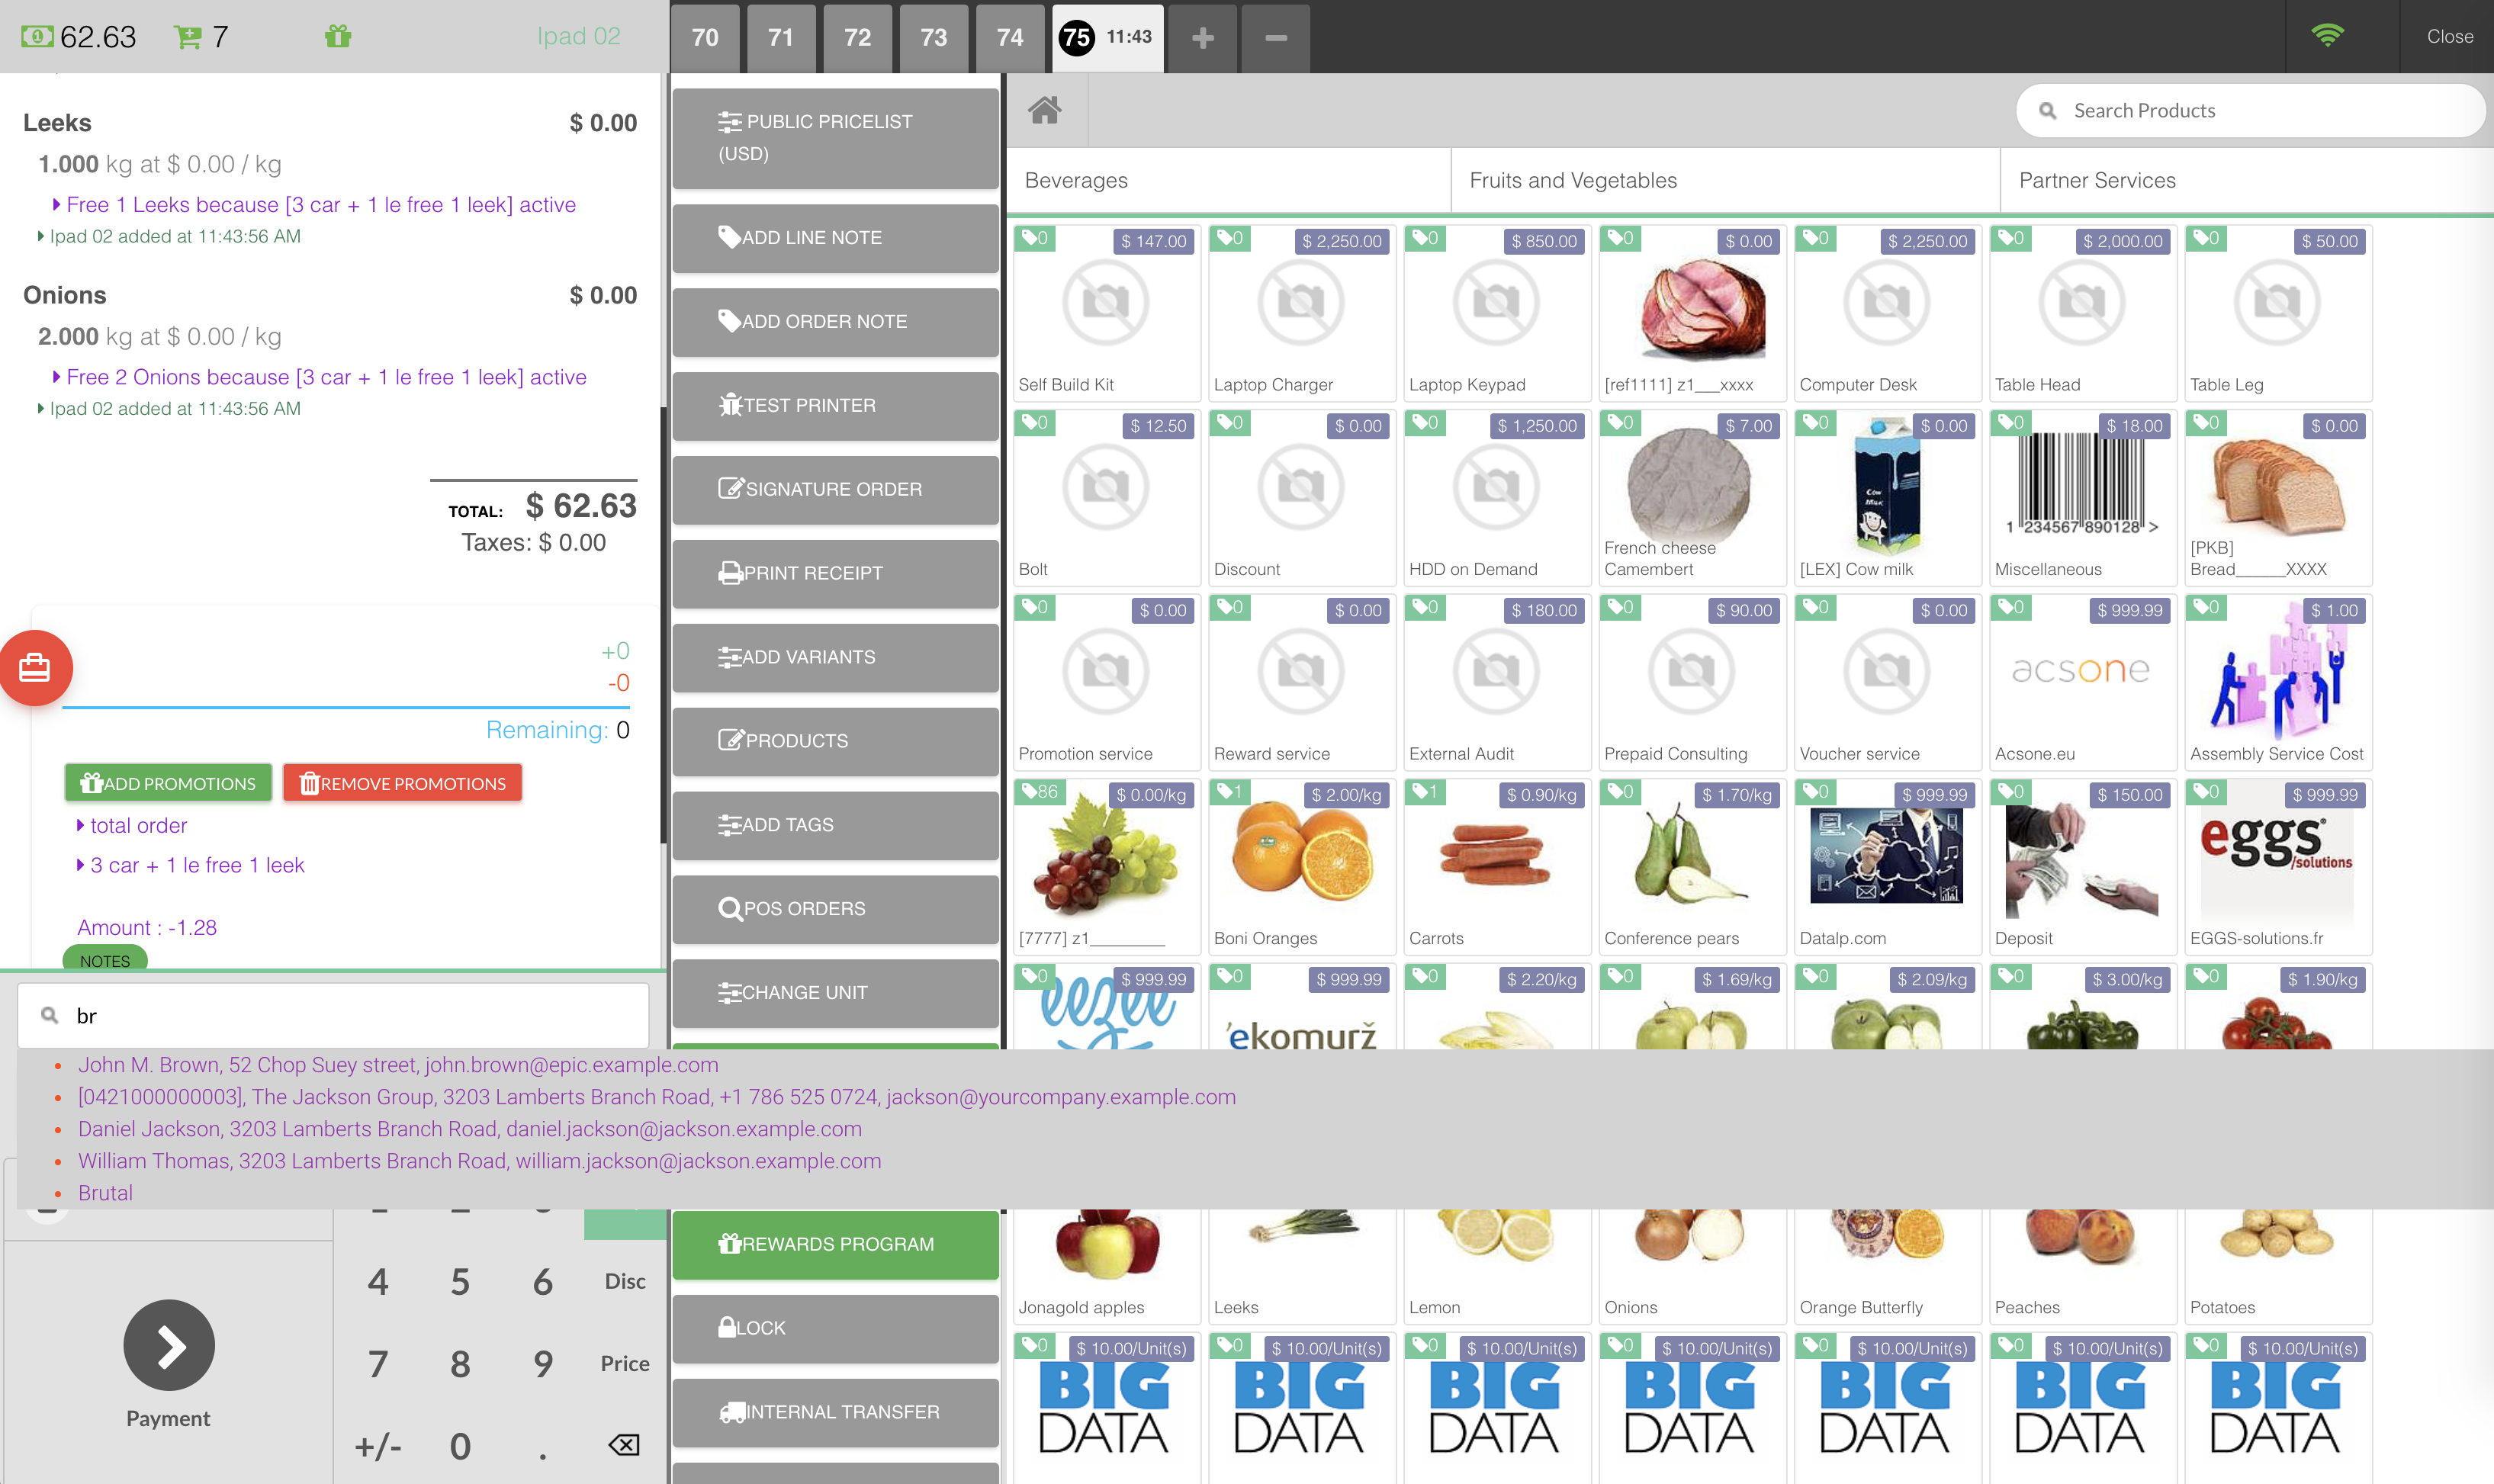 62.63
7
Ipad 02
70
71
72
73
74
75 11:43
Close
Leeks $ 0.00
1.000 kg at $ 0.00 / kg
Free 1 Leeks because [3 car + 1 le free 1 leek] active
Ipad 02 added at 11:43:56 AM
Onions $ 0.00
2.000 kg at $ 0.00 / kg
Free 2 Onions because [3 car + 1 le free 1 leek] active
Ipad 02 added at 11:43:56 AM
TOTAL: $ 62.63
Taxes: $ 0.00
+0
-0
Remaining: 0
ADD PROMOTIONS
REMOVE PROMOTIONS
total order
3 car + 1 le free 1 leek
Amount : -1.28
NOTES
br
John M. Brown, 52 Chop Suey street, john.brown@epic.example.com
[0421000000003], The Jackson Group, 3203 Lamberts Branch Road, +1 786 525 0724, jackson@yourcompany.example.com
Daniel Jackson, 3203 Lamberts Branch Road, daniel.jackson@jackson.example.com
William Thomas, 3203 Lamberts Branch Road, william.jackson@jackson.example.com
Brutal
4 5 6 Disc
7 8 9 Price
+/- 0 .
Payment
PUBLIC PRICELIST
(USD)
ADD LINE NOTE
ADD ORDER NOTE
TEST PRINTER
SIGNATURE ORDER
PRINT RECEIPT
ADD VARIANTS
PRODUCTS
ADD TAGS
POS ORDERS
CHANGE UNIT
REWARDS PROGRAM
LOCK
INTERNAL TRANSFER
Search Products
Beverages
Fruits and Vegetables
Partner Services
0 $ 147.00
Self Build Kit
0 $ 2,250.00
Laptop Charger
0 $ 850.00
Laptop Keypad
0 $ 0.00
[ref1111] z1___xxxx
0 $ 2,250.00
Computer Desk
0 $ 2,000.00
Table Head
0 $ 50.00
Table Leg
0 $ 12.50
Bolt
0 $ 0.00
Discount
0 $ 1,250.00
HDD on Demand
0 $ 7.00
French cheese
Camembert
0 $ 0.00
Cow
Milk
[LEX] Cow milk
0 $ 18.00
1 234567 890128 >
Miscellaneous
0 $ 0.00
[PKB]
Bread______XXXX
0 $ 0.00
Promotion service
0 $ 0.00
Reward service
0 $ 180.00
External Audit
0 $ 90.00
Prepaid Consulting
0 $ 0.00
Voucher service
0 $ 999.99
acsone
Acsone.eu
0 $ 1.00
Assembly Service Cost
86 $ 0.00/kg
[7777] z1_________
1 $ 2.00/kg
Boni Oranges
1 $ 0.90/kg
Carrots
0 $ 1.70/kg
Conference pears
0 $ 999.99
Datalp.com
0 $ 150.00
Deposit
0 $ 999.99
eggs
/solutions
EGGS-solutions.fr
0 $ 999.99
0 $ 999.99
'ekomurž
0 $ 2.20/kg
0 $ 1.69/kg
0 $ 2.09/kg
0 $ 3.00/kg
0 $ 1.90/kg
Jonagold apples
Leeks
Lemon
Onions
Orange Butterfly
Peaches
Potatoes
0 $ 10.00/Unit(s)
BIG
DATA
0 $ 10.00/Unit(s)
BIG
DATA
0 $ 10.00/Unit(s)
BIG
DATA
0 $ 10.00/Unit(s)
BIG
DATA
0 $ 10.00/Unit(s)
BIG
DATA
0 $ 10.00/Unit(s)
BIG
DATA
0 $ 10.00/Unit(s)
BIG
DATA